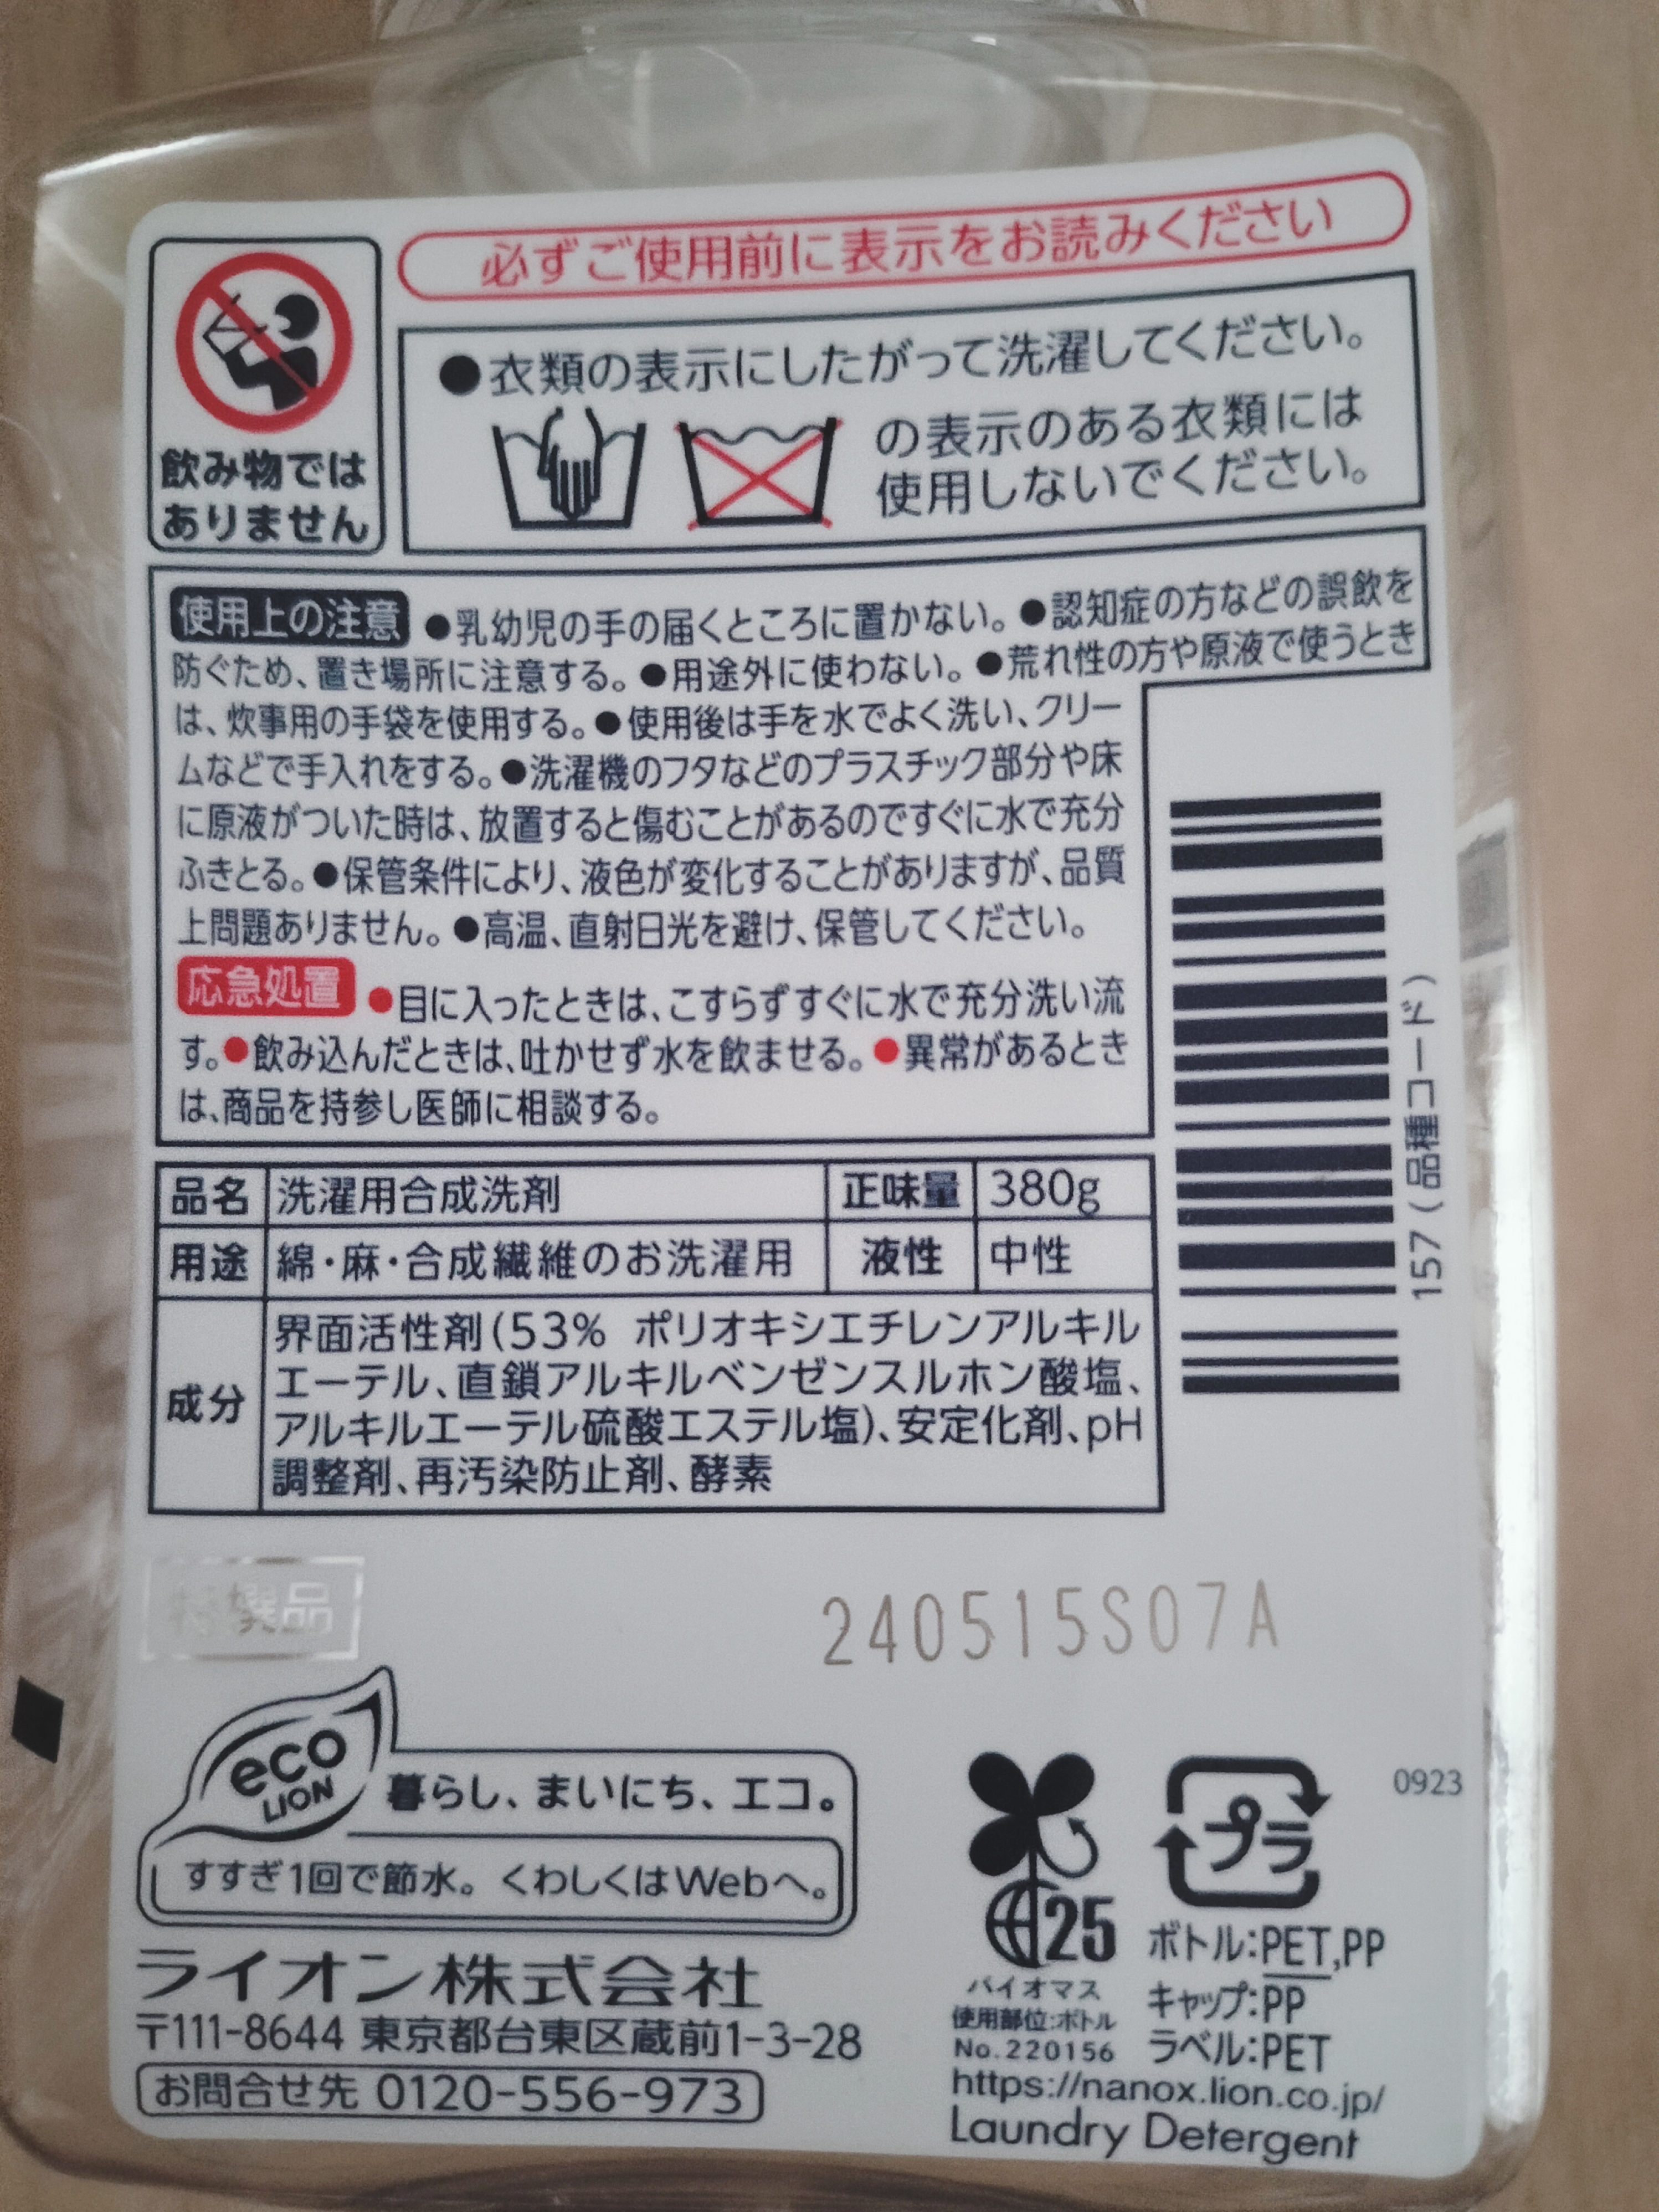 必ずご使用前に表示をお読みください
飲み物では
ありません
●衣類の表示にしたがって洗濯してください。
の表示のある衣類には
使用しないでください。
使用上の注意 ●乳幼児の手の届くところに置かない。●認知症の方などの誤飲を
防ぐため、置き場所に注意する。●用途外に使わない。●荒れ性の方や原液で使うとき
は、炊事用の手袋を使用する。●使用後は手を水でよく洗い、クリー
ムなどで手入れをする。●洗濯機のフタなどのプラスチック部分や床
に原液がついた時は、放置すると傷むことがあるのですぐに水で充分
ふきとる。●保管条件により、液色が変化することがありますが、品質
上問題ありません。●高温、直射日光を避け、保管してください。
応急処置 ●目に入ったときは、こすらずすぐに水で充分洗い流
す。●飲み込んだときは、吐かせず水を飲ませる。●異常があるとき
は、商品を持参し医師に相談する。
157(品種コード)
品名 洗濯用合成洗剤 正味量 380g
用途 綿・麻・合成繊維のお洗濯用 液性 中性
成分 界面活性剤(53% ポリオキシエチレンアルキル
エーテル、直鎖アルキルベンゼンスルホン酸塩、
アルキルエーテル硫酸エステル塩)、安定化剤、pH
調整剤、再汚染防止剤、酵素
特選品
240515S07A
eco
LION
暮らし、まいにち、エコ。
すすぎ1回で節水。くわしくはWebへ。
ライオン株式会社
〒111-8644 東京都台東区蔵前1-3-28
お問合せ先 0120-556-973
25
バイオマス
使用部位:ボトル
No.220156
プラ
0923
ボトル:PET,PP
キャップ:PP
ラベル:PET
https://nanox.lion.co.jp/
Laundry Detergent